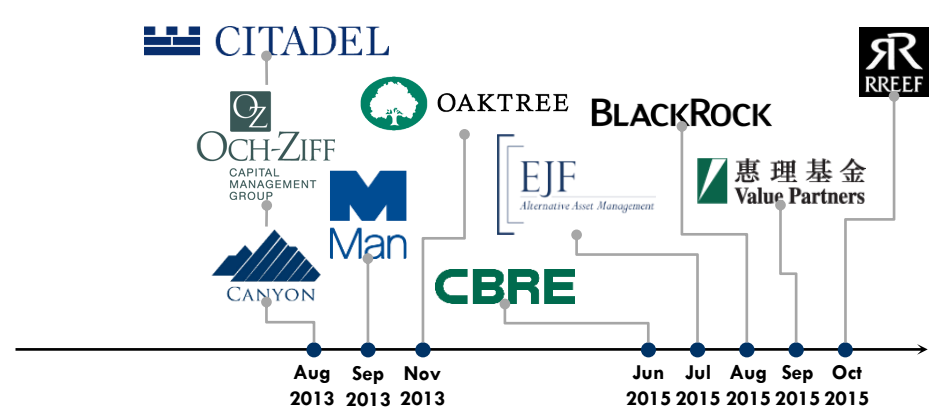 CITADEL
OZ
OCH-ZIFF
CAPITAL
MANAGEMENT
GROUP
M
Man
CANYON
OAKTREE
EJF
Alternative Asset Management
CBRE
BLACKROCK
惠理基金
Value Partners
RR
RREEF
Aug
2013
Sep
2013
Nov
2013
Jun
2015
Jul
2015
Aug
2015
Sep
2015
Oct
2015